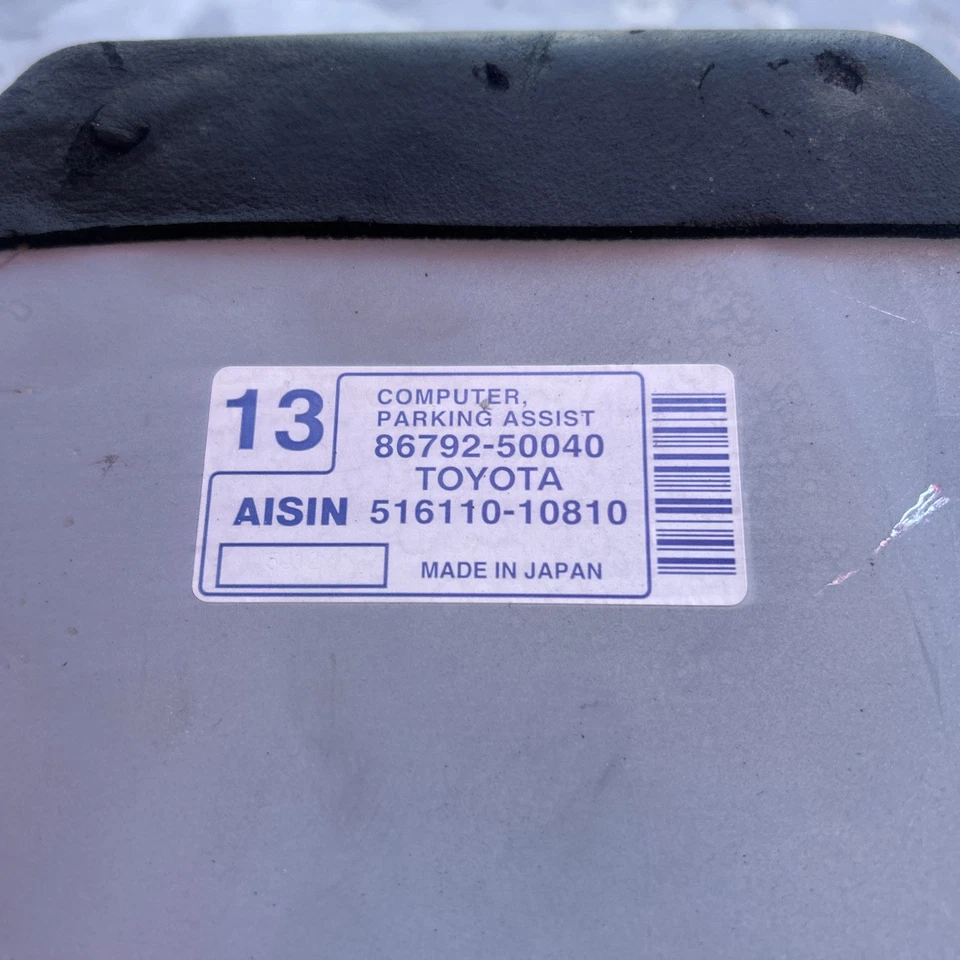 13
COMPUTER,
PARKING ASSIST
86792-50040
TOYOTA
AISIN 516110-10810
MADE IN JAPAN